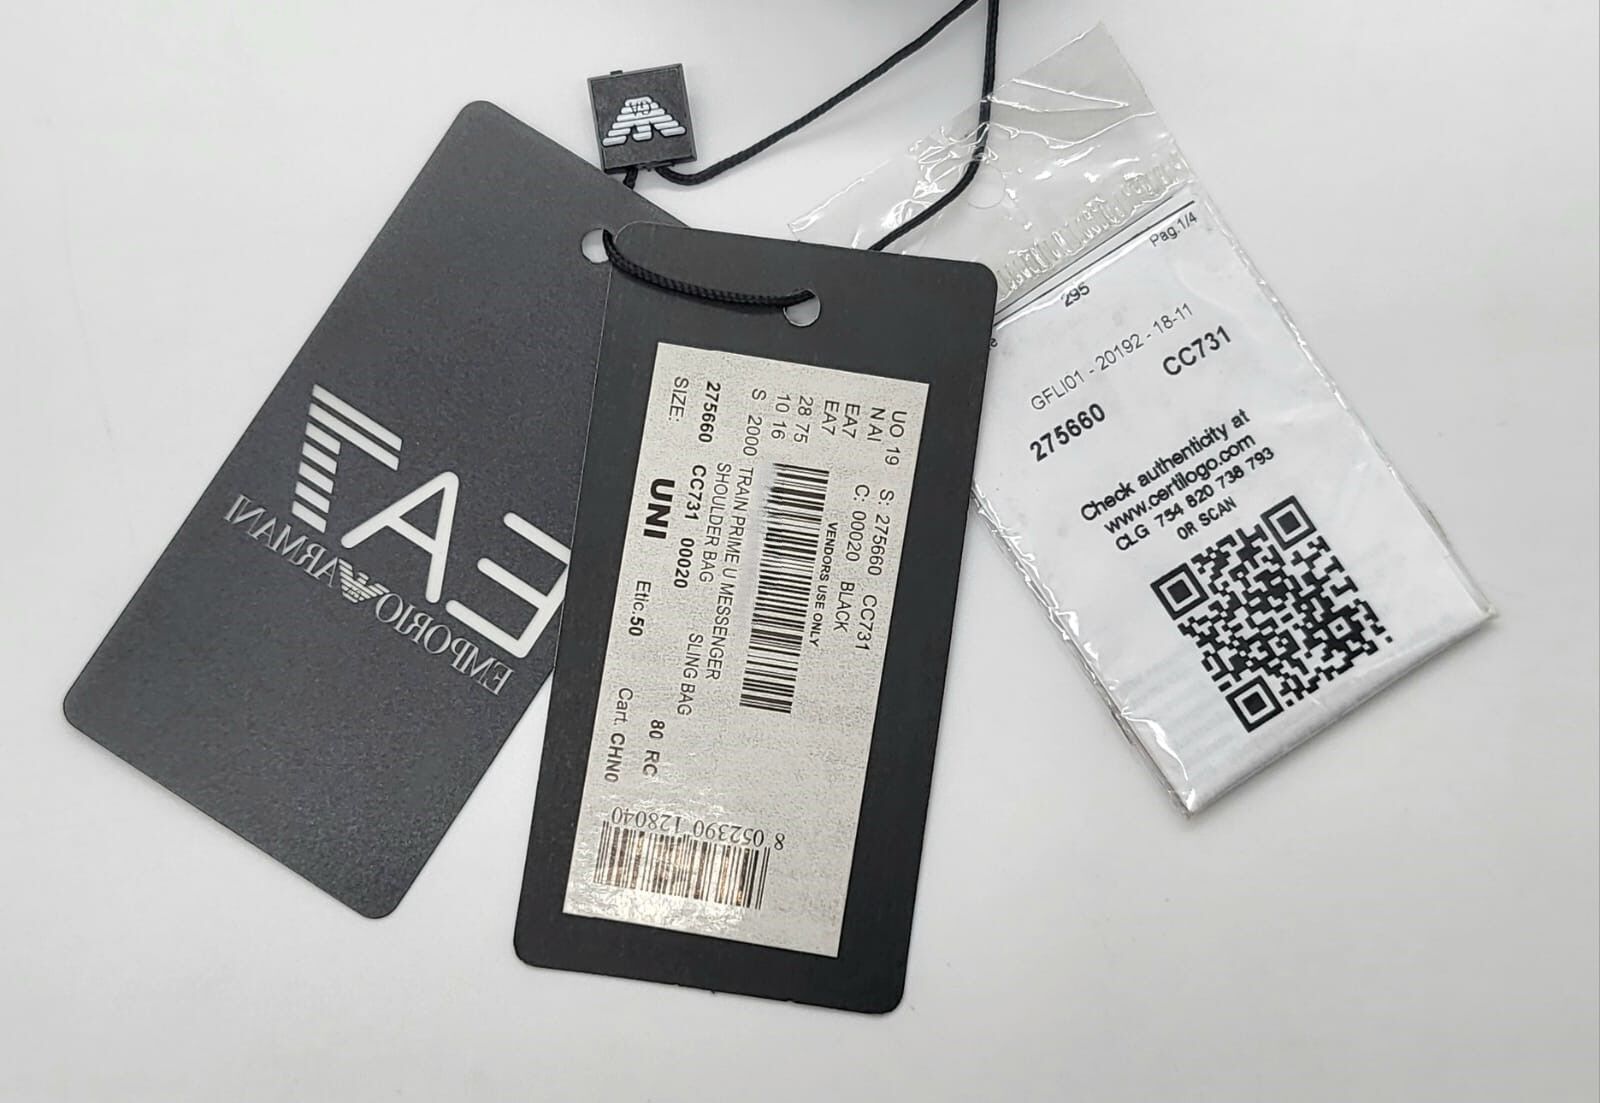 EA7
EMPORIO ARMANI
GA
UO 19 S: 275660 CC731
N AI C: 00020 BLACK
EA7
EA7 VENDORS USE ONLY
28 75
10 16
S 2000 TRAIN PRIME U MESSENGER
SHOULDER BAG SLING BAG
275660 CC731 00020
SIZE: UNI Etic.50 80 RC
Cart. CHN0
8 052390 128040
Pag.1/4
295
GFLI01 - 20192 - 18-11
275660 CC731
Check authenticity at
www.certilogo.com
CLG 754 820 738 793
OR SCAN